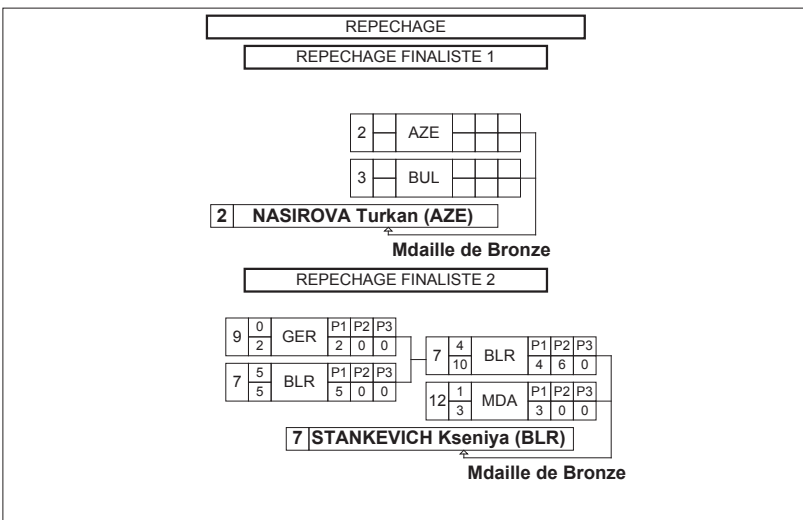 REPECHAGE
REPECHAGE FINALISTE 1
2 AZE
3 BUL
2 NASIROVA Turkan (AZE)
Mdaille de Bronze
REPECHAGE FINALISTE 2
9 0 GER P1 P2 P3
2 2 0 0
7 5 BLR P1 P2 P3
5 5 0 0
7 4 BLR P1 P2 P3
10 4 6 0
12 1 MDA P1 P2 P3
3 3 0 0
7 STANKEVICH Kseniya (BLR)
Mdaille de Bronze